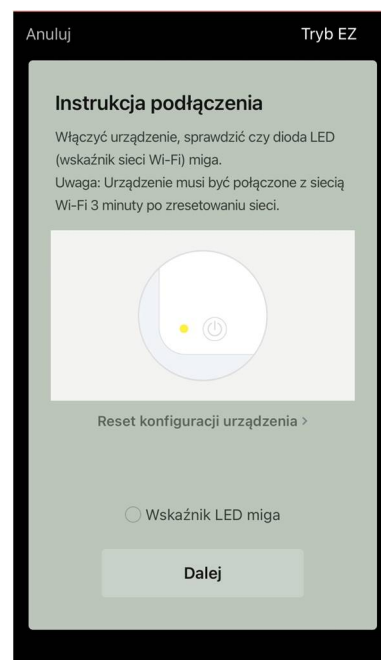 Anuluj Tryb EZ
Instrukcja podłączenia
Włączyć urządzenie, sprawdzić czy dioda LED
(wskaźnik sieci Wi-Fi) miga.
Uwaga: Urządzenie musi być połączone z siecią
Wi-Fi 3 minuty po zresetowaniu sieci.
Reset konfiguracji urządzenia >
Wskaźnik LED miga
Dalej